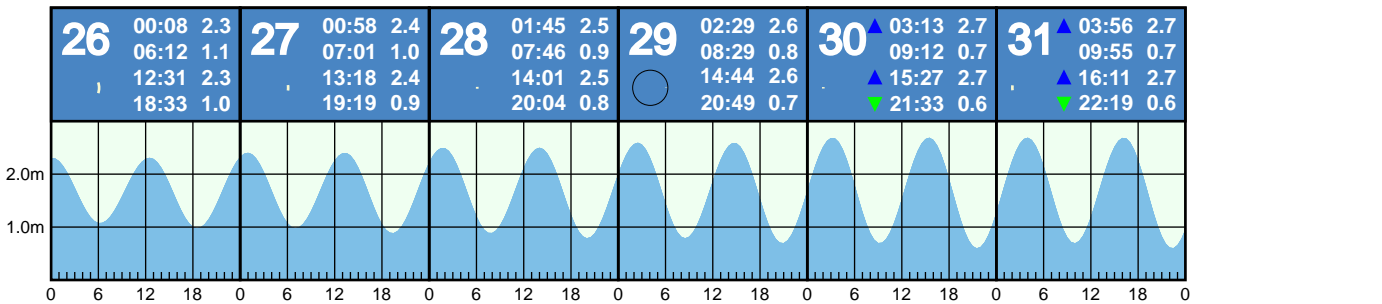 26
00:08 2.3
06:12 1.1
12:31 2.3
18:33 1.0
27
00:58 2.4
07:01 1.0
13:18 2.4
19:19 0.9
28
01:45 2.5
07:46 0.9
14:01 2.5
20:04 0.8
29
02:29 2.6
08:29 0.8
14:44 2.6
20:49 0.7
30
▲ 03:13 2.7
09:12 0.7
▲ 15:27 2.7
▼ 21:33 0.6
31
▲ 03:56 2.7
09:55 0.7
▲ 16:11 2.7
▼ 22:19 0.6
2.0m
1.0m
0 6 12 18 0 6 12 18 0 6 12 18 0 6 12 18 0 6 12 18 0 6 12 18 0